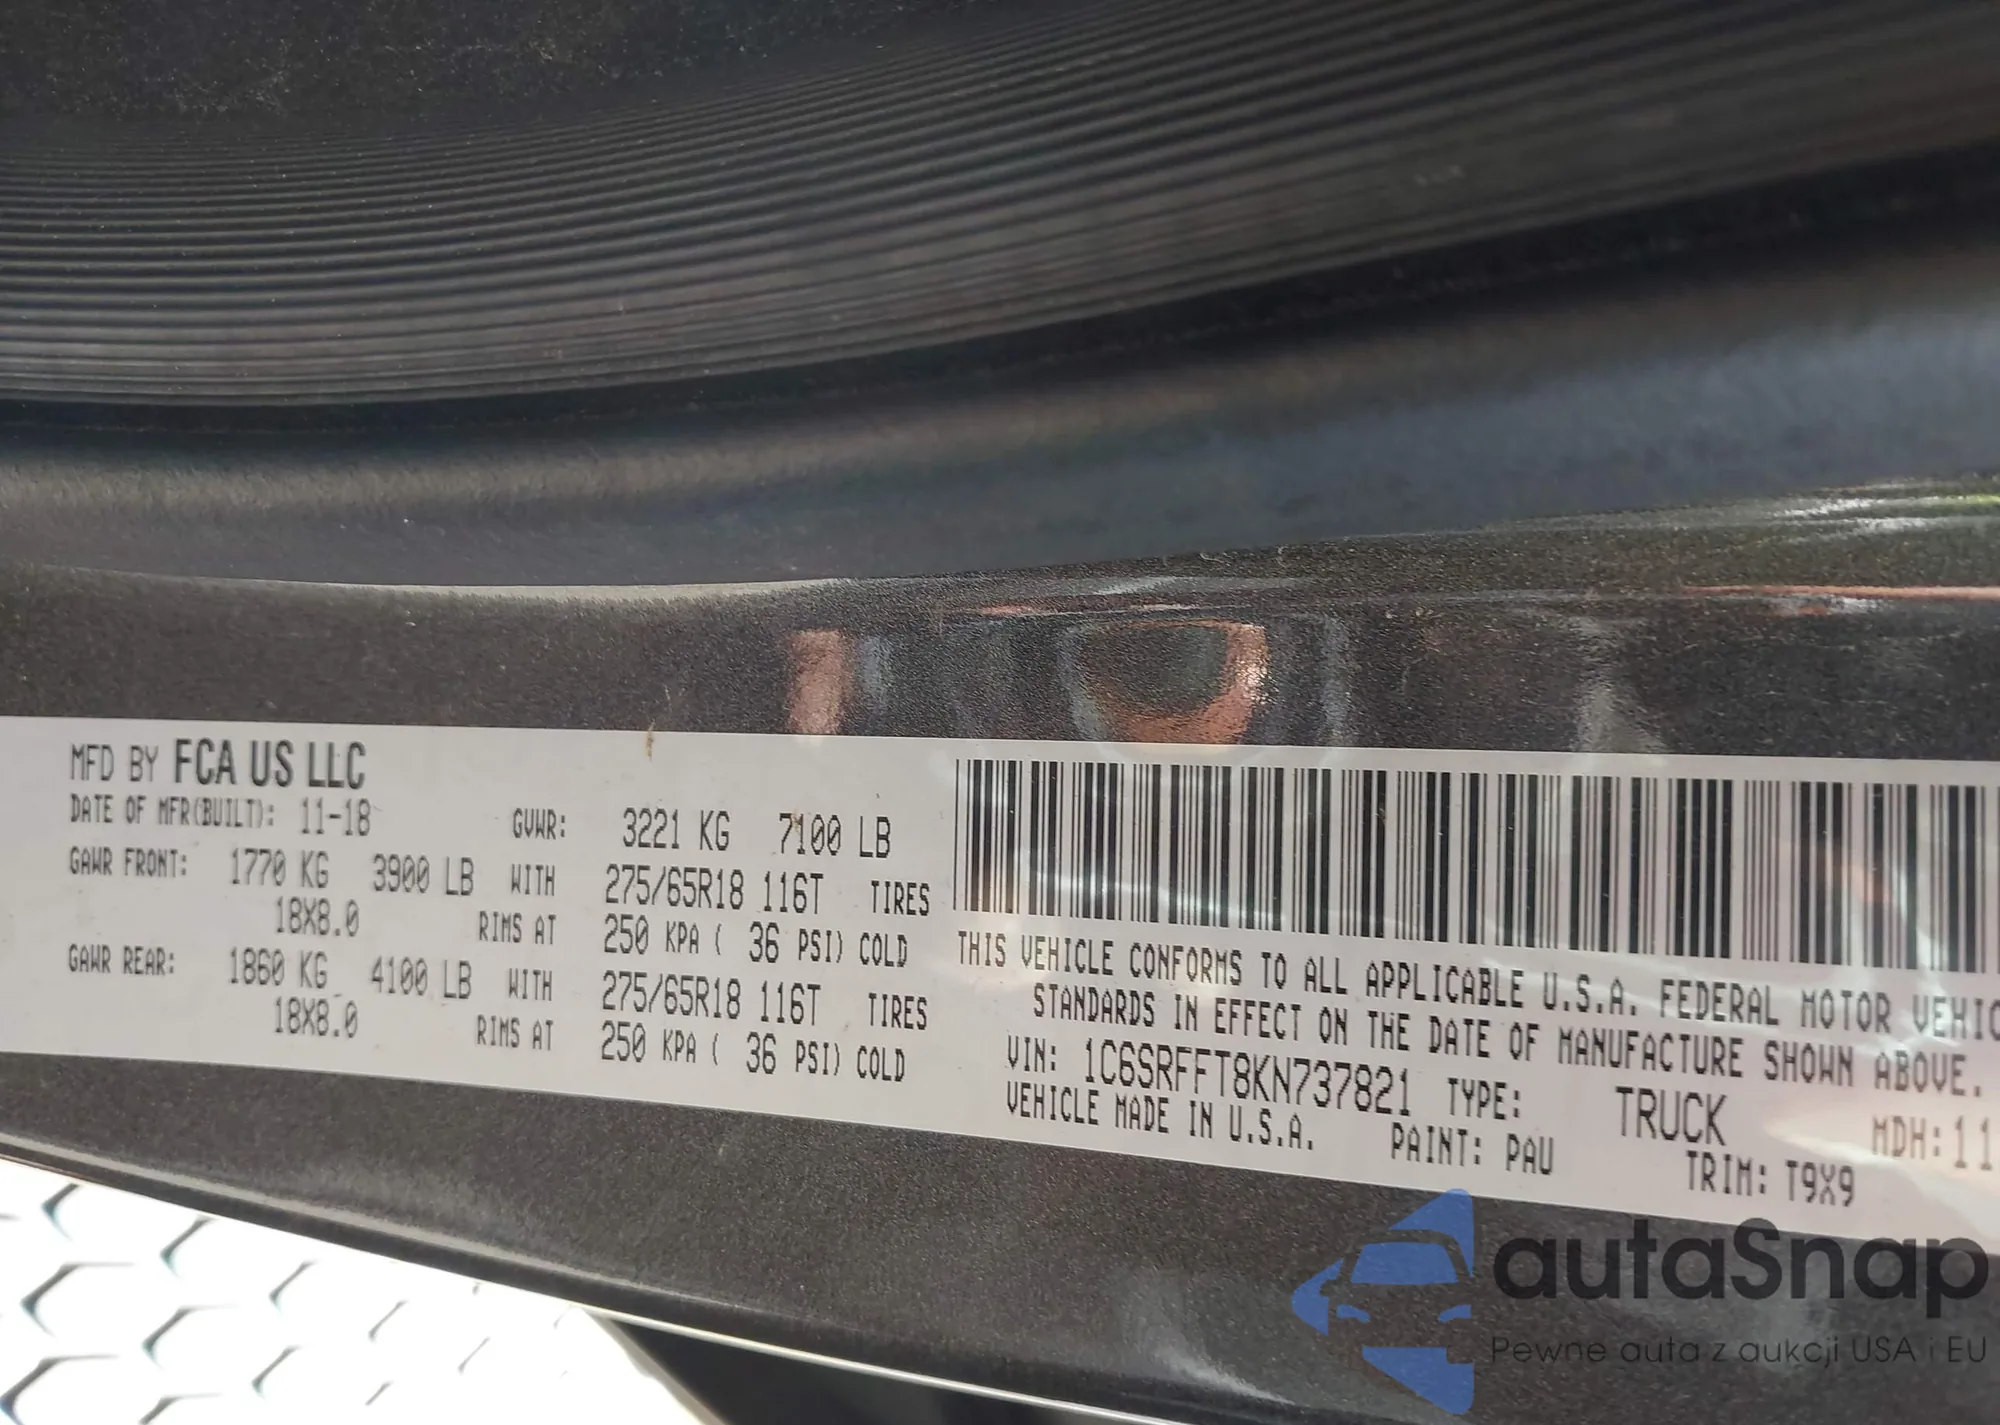 MFD BY FCA US LLC
DATE OF MFR(BUILT): 11-18 GVWR: 3221 KG 7100 LB
GAWR FRONT: 1770 KG 3900 LB WITH 275/65R18 116T TIRES
18X8.0 RIMS AT 250 KPA ( 36 PSI) COLD
GAWR REAR: 1860 KG 4100 LB WITH 275/65R18 116T TIRES
18X8.0 RIMS AT 250 KPA ( 36 PSI) COLD
THIS VEHICLE CONFORMS TO ALL APPLICABLE U.S.A. FEDERAL MOTOR VEHIC
STANDARDS IN EFFECT ON THE DATE OF MANUFACTURE SHOWN ABOVE.
VIN: 1C6SRFFT8KN737821 TYPE: TRUCK MDH: 11
VEHICLE MADE IN U.S.A. PAINT: PAU TRIM: T9X9
autaSnap
Pewne auta z aukcji USA i EU